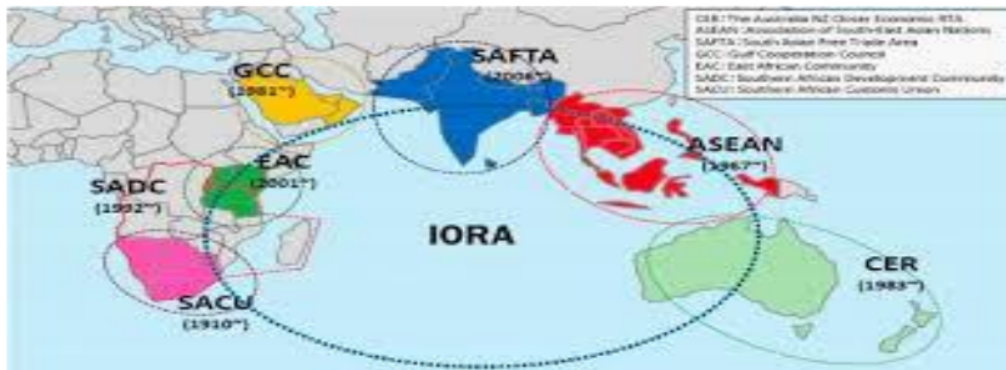 CER : The Australia NZ Closer Economic RTA
ASEAN : Association of South-East Asian Nations
SAFTA : South Asian Free Trade Area
GCC : Gulf Cooperation Council
EAC : East African Community
SADC : Southern African Development Community
SACU : Southern African Customs Union
SAFTA
(2006~)
GCC
(1981~)
ASEAN
(1967~)
EAC
(2001~)
SADC
(1992~)
IORA
CER
(1983~)
SACU
(1910~)